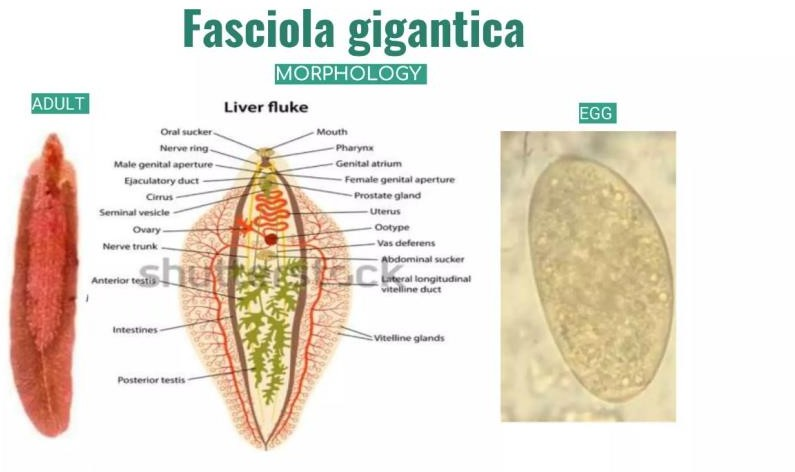 Fasciola gigantica
MORPHOLOGY
ADULT
Liver fluke
EGG
Oral sucker
Nerve ring
Male genital aperture
Ejaculatory duct
Cirrus
Seminal vesicle
Ovary
Nerve trunk
Anterior testis
Intestines
Posterior testis
Mouth
Pharynx
Genital atrium
Female genital aperture
Prostate gland
Uterus
Ootype
Vas deferens
Abdominal sucker
Lateral longitudinal
vitelline duct
Vitelline glands
shutterstock